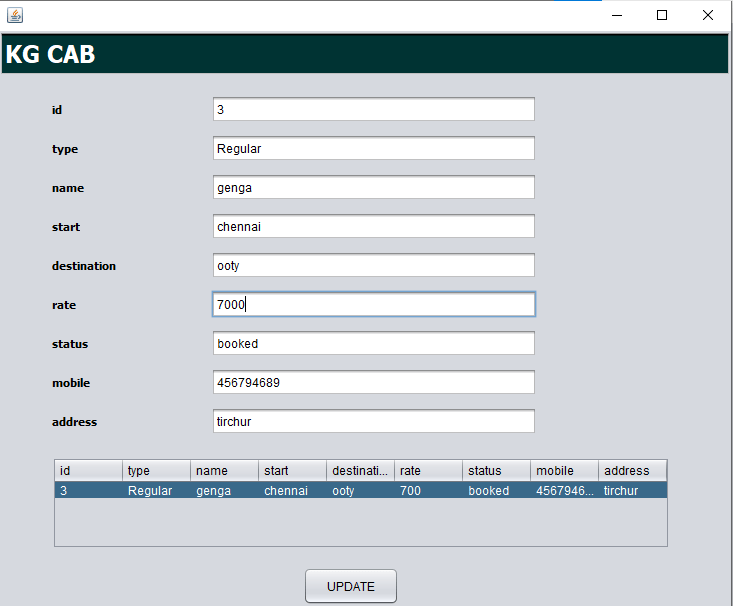 KG CAB
id 3
type Regular
name genga
start chennai
destination ooty
rate 7000
status booked
mobile 456794689
address tirchur
id type name start destinati... rate status mobile address
3 Regular genga chennai ooty 700 booked 4567946... tirchur
UPDATE